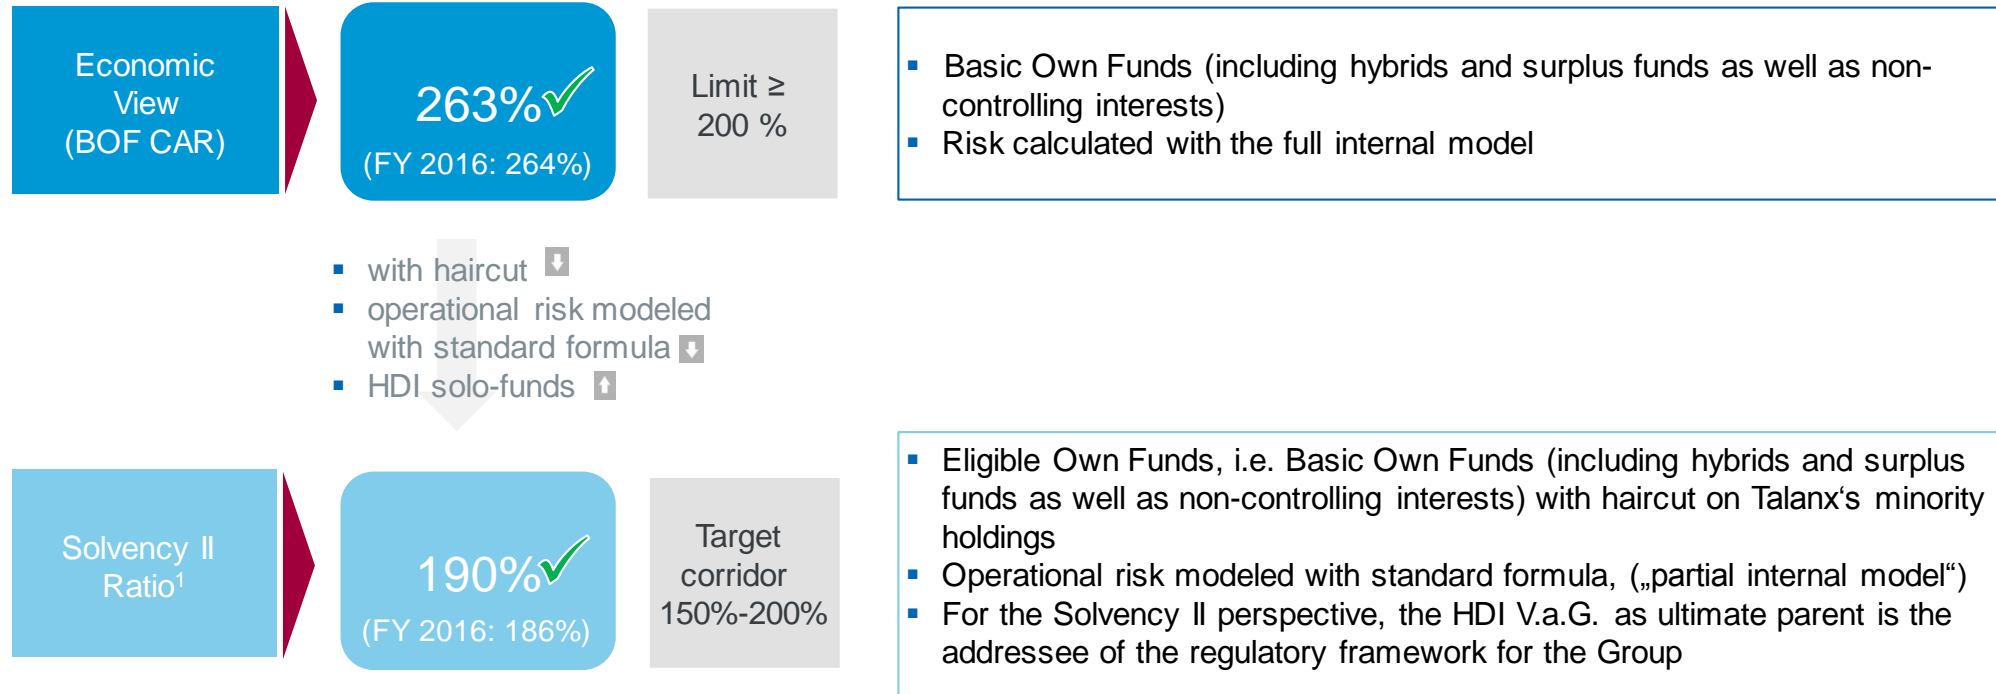 Economic
View
(BOF CAR)
263%
(FY 2016: 264%)
Limit ≥
200 %
▪ Basic Own Funds (including hybrids and surplus funds as well as non-
controlling interests)
▪ Risk calculated with the full internal model
▪ with haircut
▪ operational risk modeled
with standard formula
▪ HDI solo-funds
Solvency II
Ratio¹
190%
(FY 2016: 186%)
Target
corridor
150%-200%
▪ Eligible Own Funds, i.e. Basic Own Funds (including hybrids and surplus
funds as well as non-controlling interests) with haircut on Talanx‘s minority
holdings
▪ Operational risk modeled with standard formula, („partial internal model“)
▪ For the Solvency II perspective, the HDI V.a.G. as ultimate parent is the
addressee of the regulatory framework for the Group